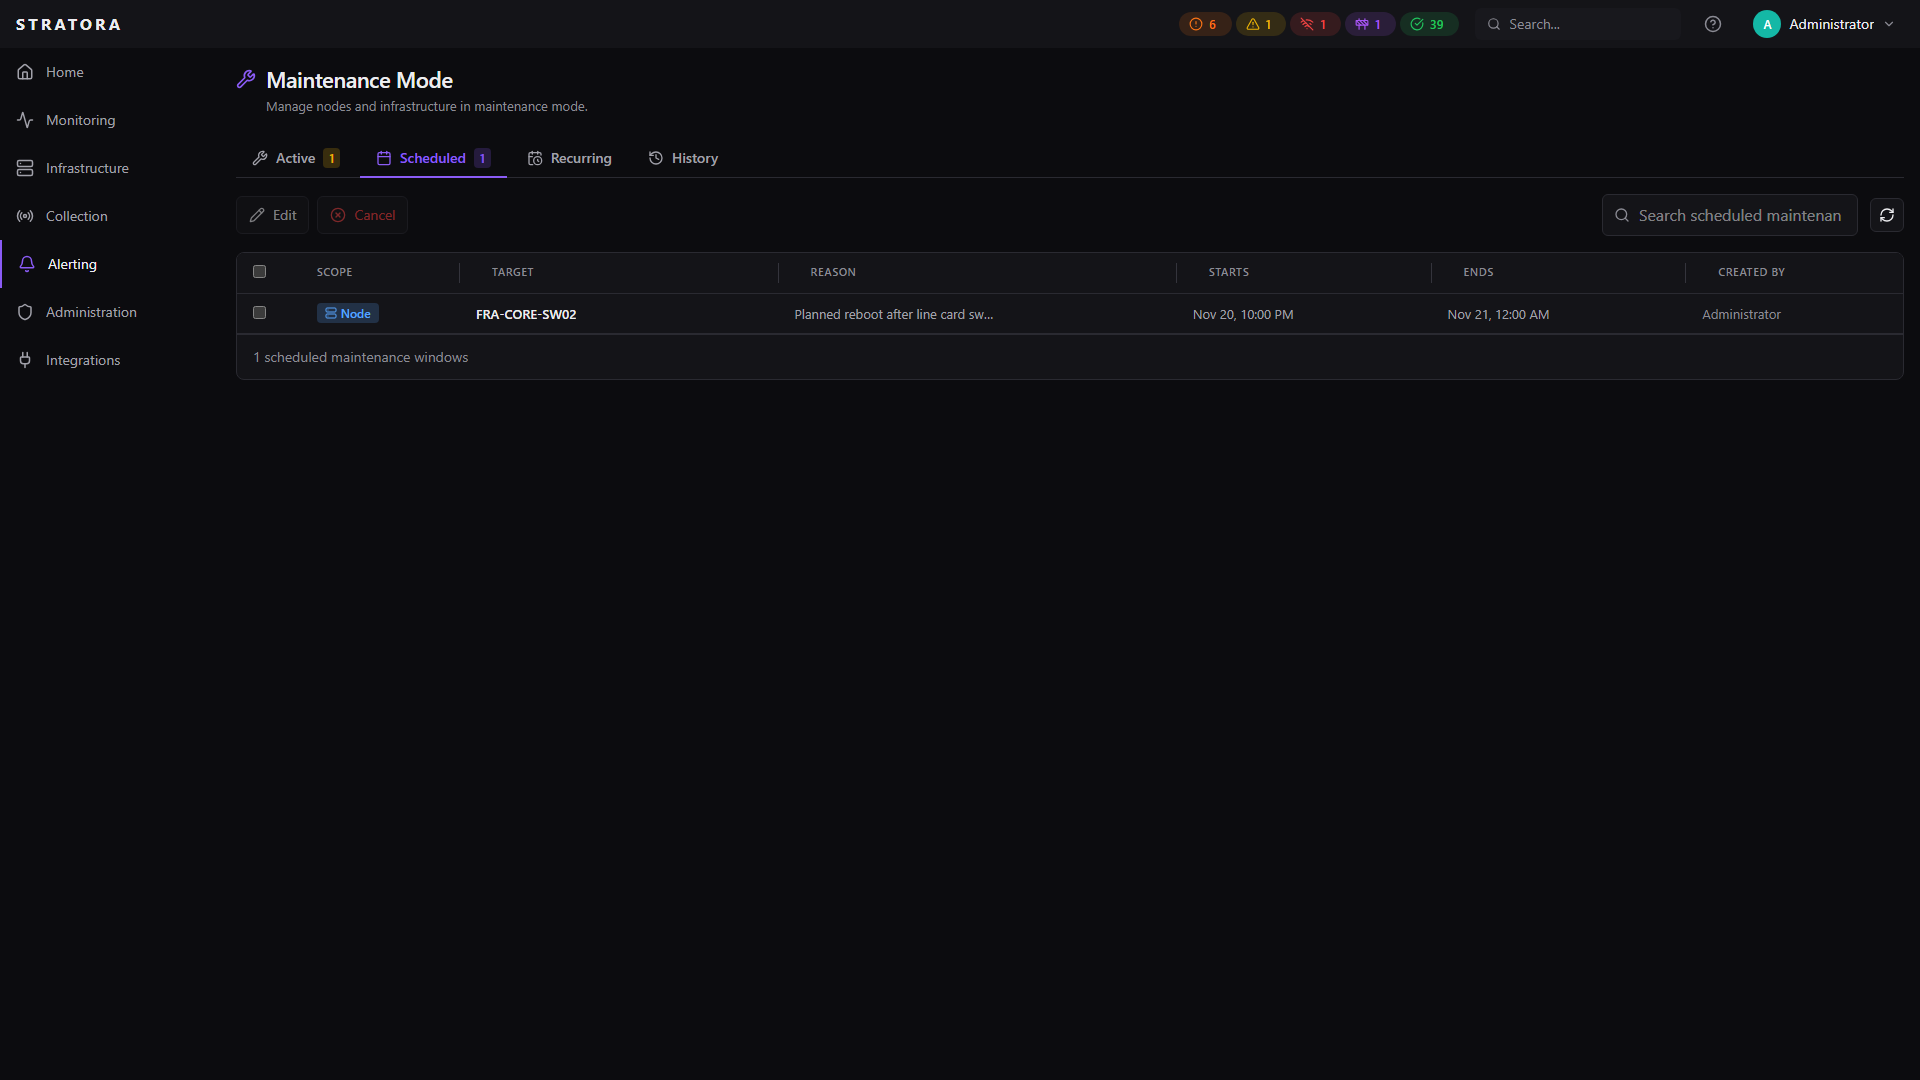 STRATORA
6
1
1
1
39
Search...
A
Administrator
Home
Monitoring
Infrastructure
Collection
Alerting
Administration
Integrations
Maintenance Mode
Manage nodes and infrastructure in maintenance mode.
Active 1
Scheduled 1
Recurring
History
Edit
Cancel
Search scheduled maintenan
SCOPE TARGET REASON STARTS ENDS CREATED BY
Node FRA-CORE-SW02 Planned reboot after line card sw... Nov 20, 10:00 PM Nov 21, 12:00 AM Administrator
1 scheduled maintenance windows